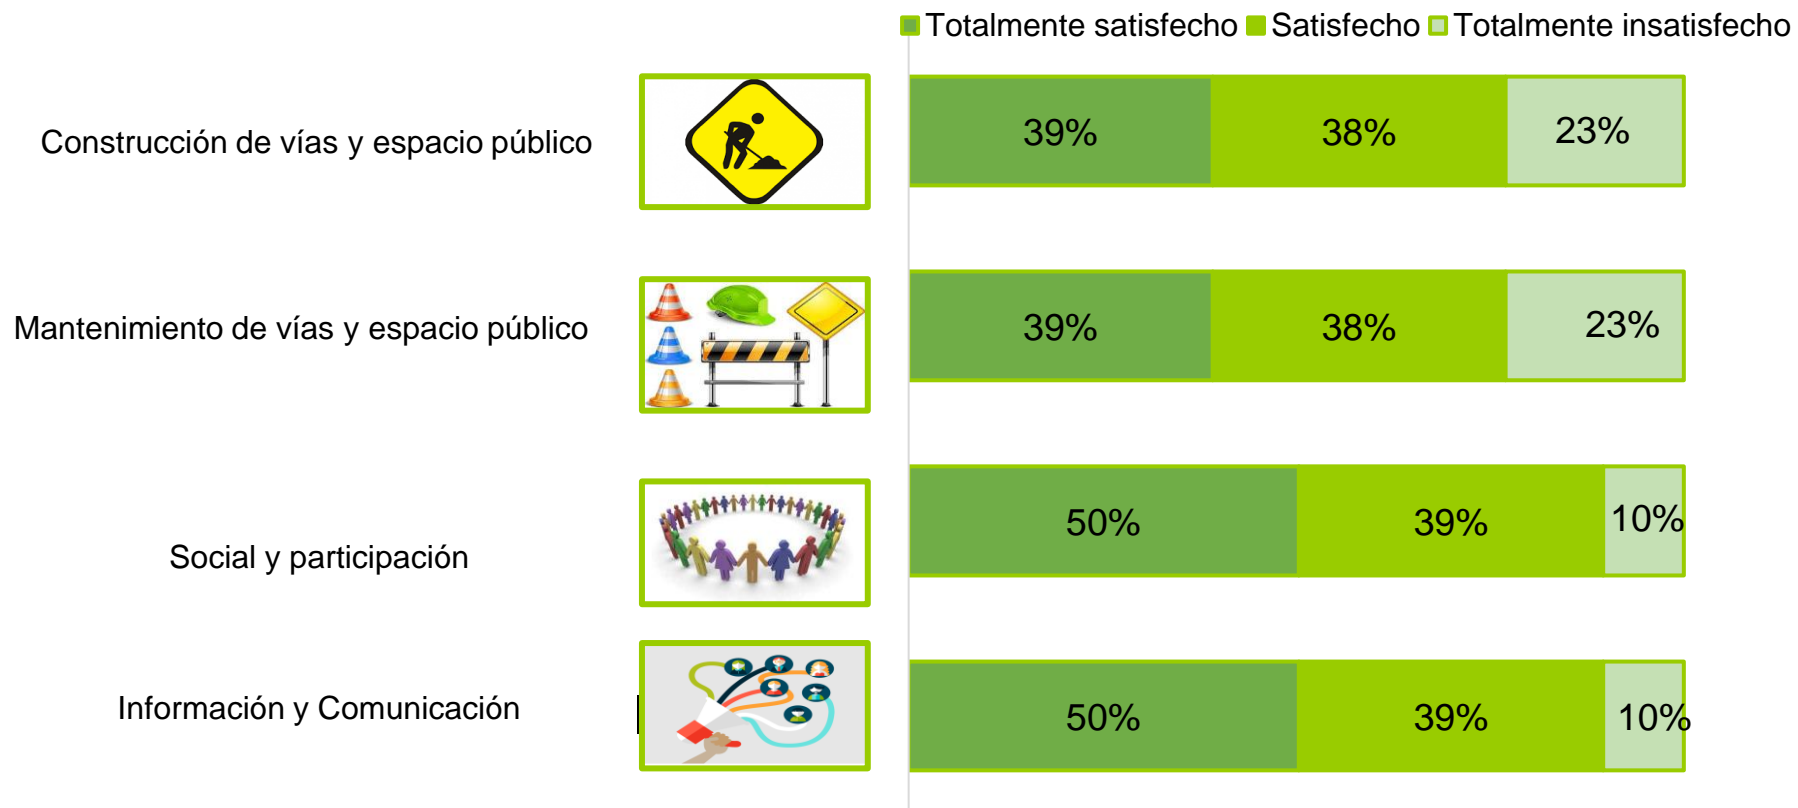 Totalmente satisfecho Satisfecho Totalmente insatisfecho
Construcción de vías y espacio público
39% 38% 23%
Mantenimiento de vías y espacio público
39% 38% 23%
Social y participación
50% 39% 10%
Información y Comunicación
50% 39% 10%